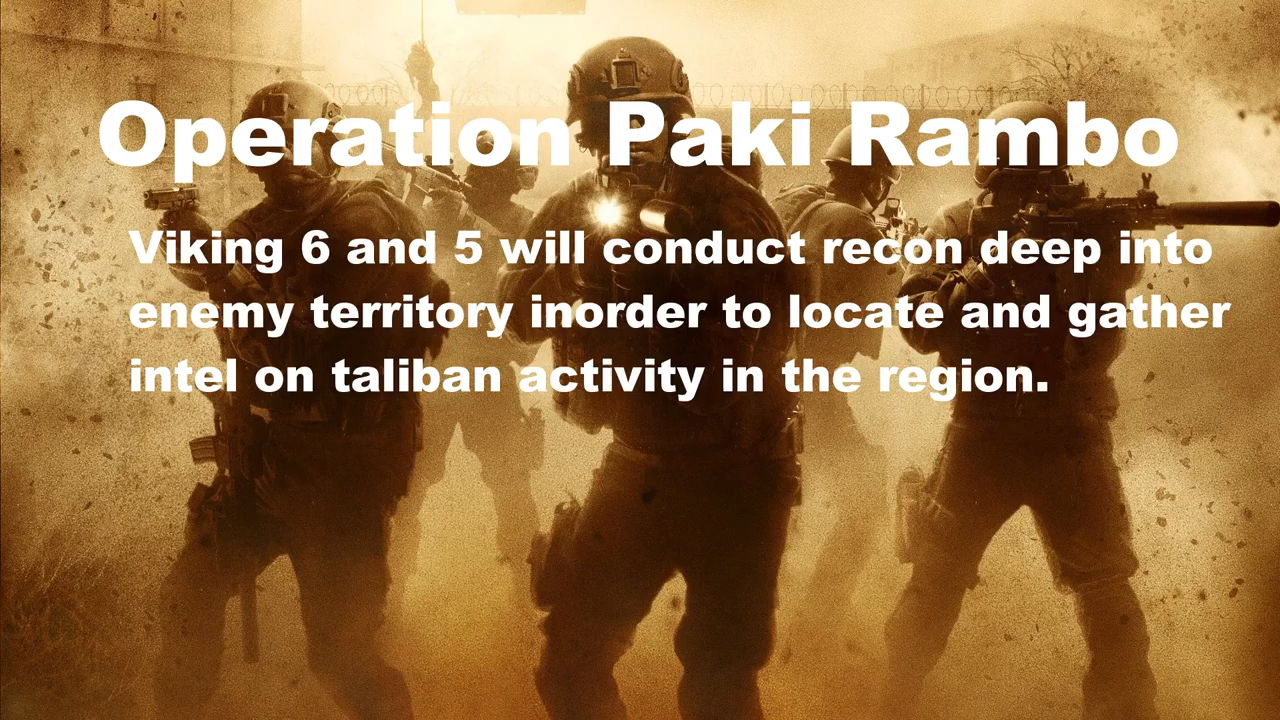 Operation Paki Rambo
Viking 6 and 5 will conduct recon deep into
enemy territory inorder to locate and gather
intel on taliban activity in the region.